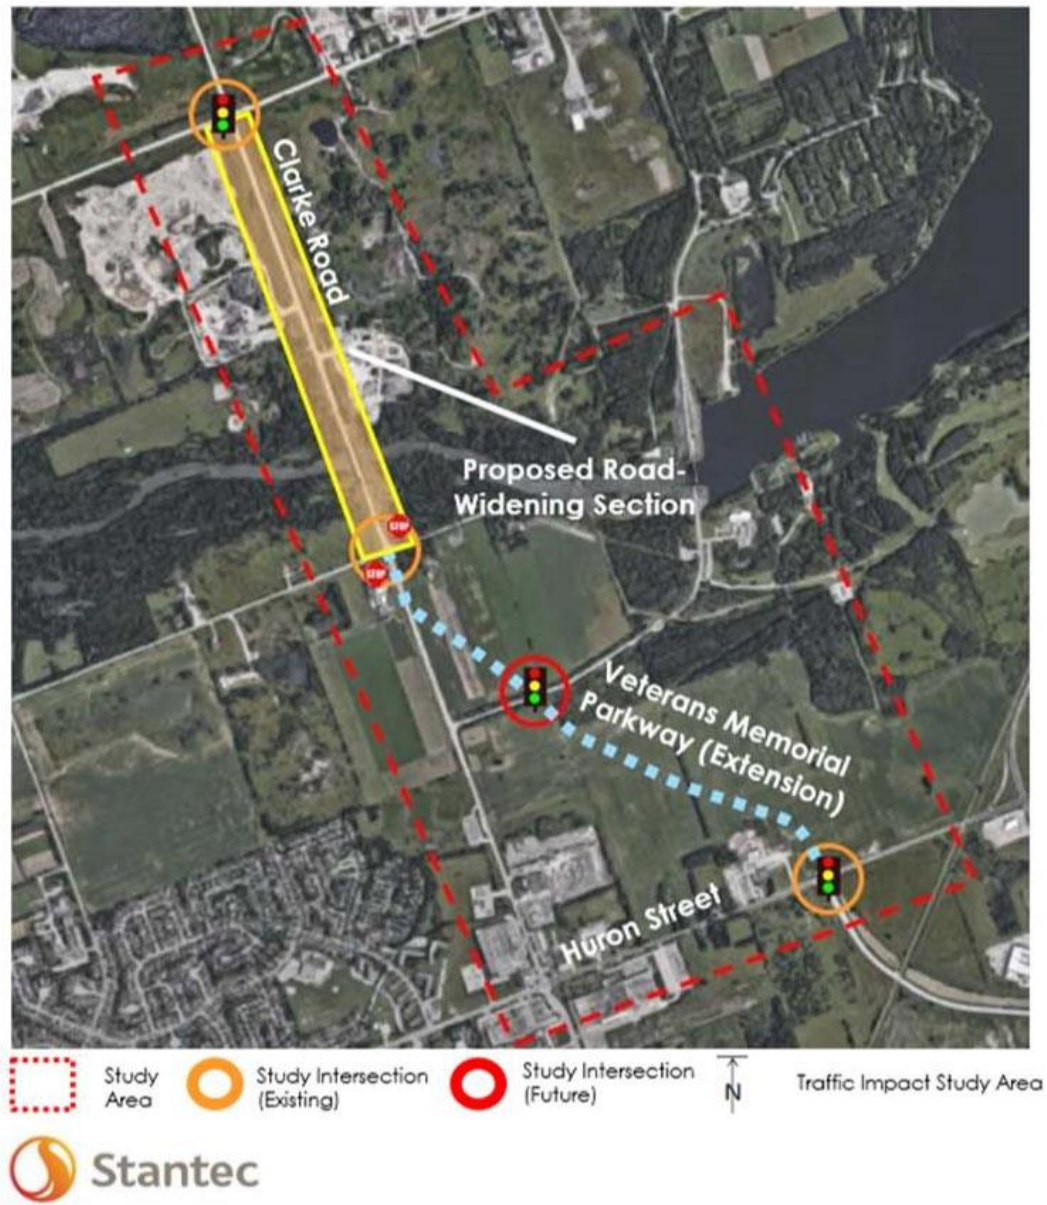 Clarke Road
STOP
STOP
Proposed Road-
Widening Section
Veterans Memorial
Parkway (Extension)
Huron Street
Study
Area
Study Intersection
(Existing)
Study Intersection
(Future)
N
Traffic Impact Study Area
Stantec